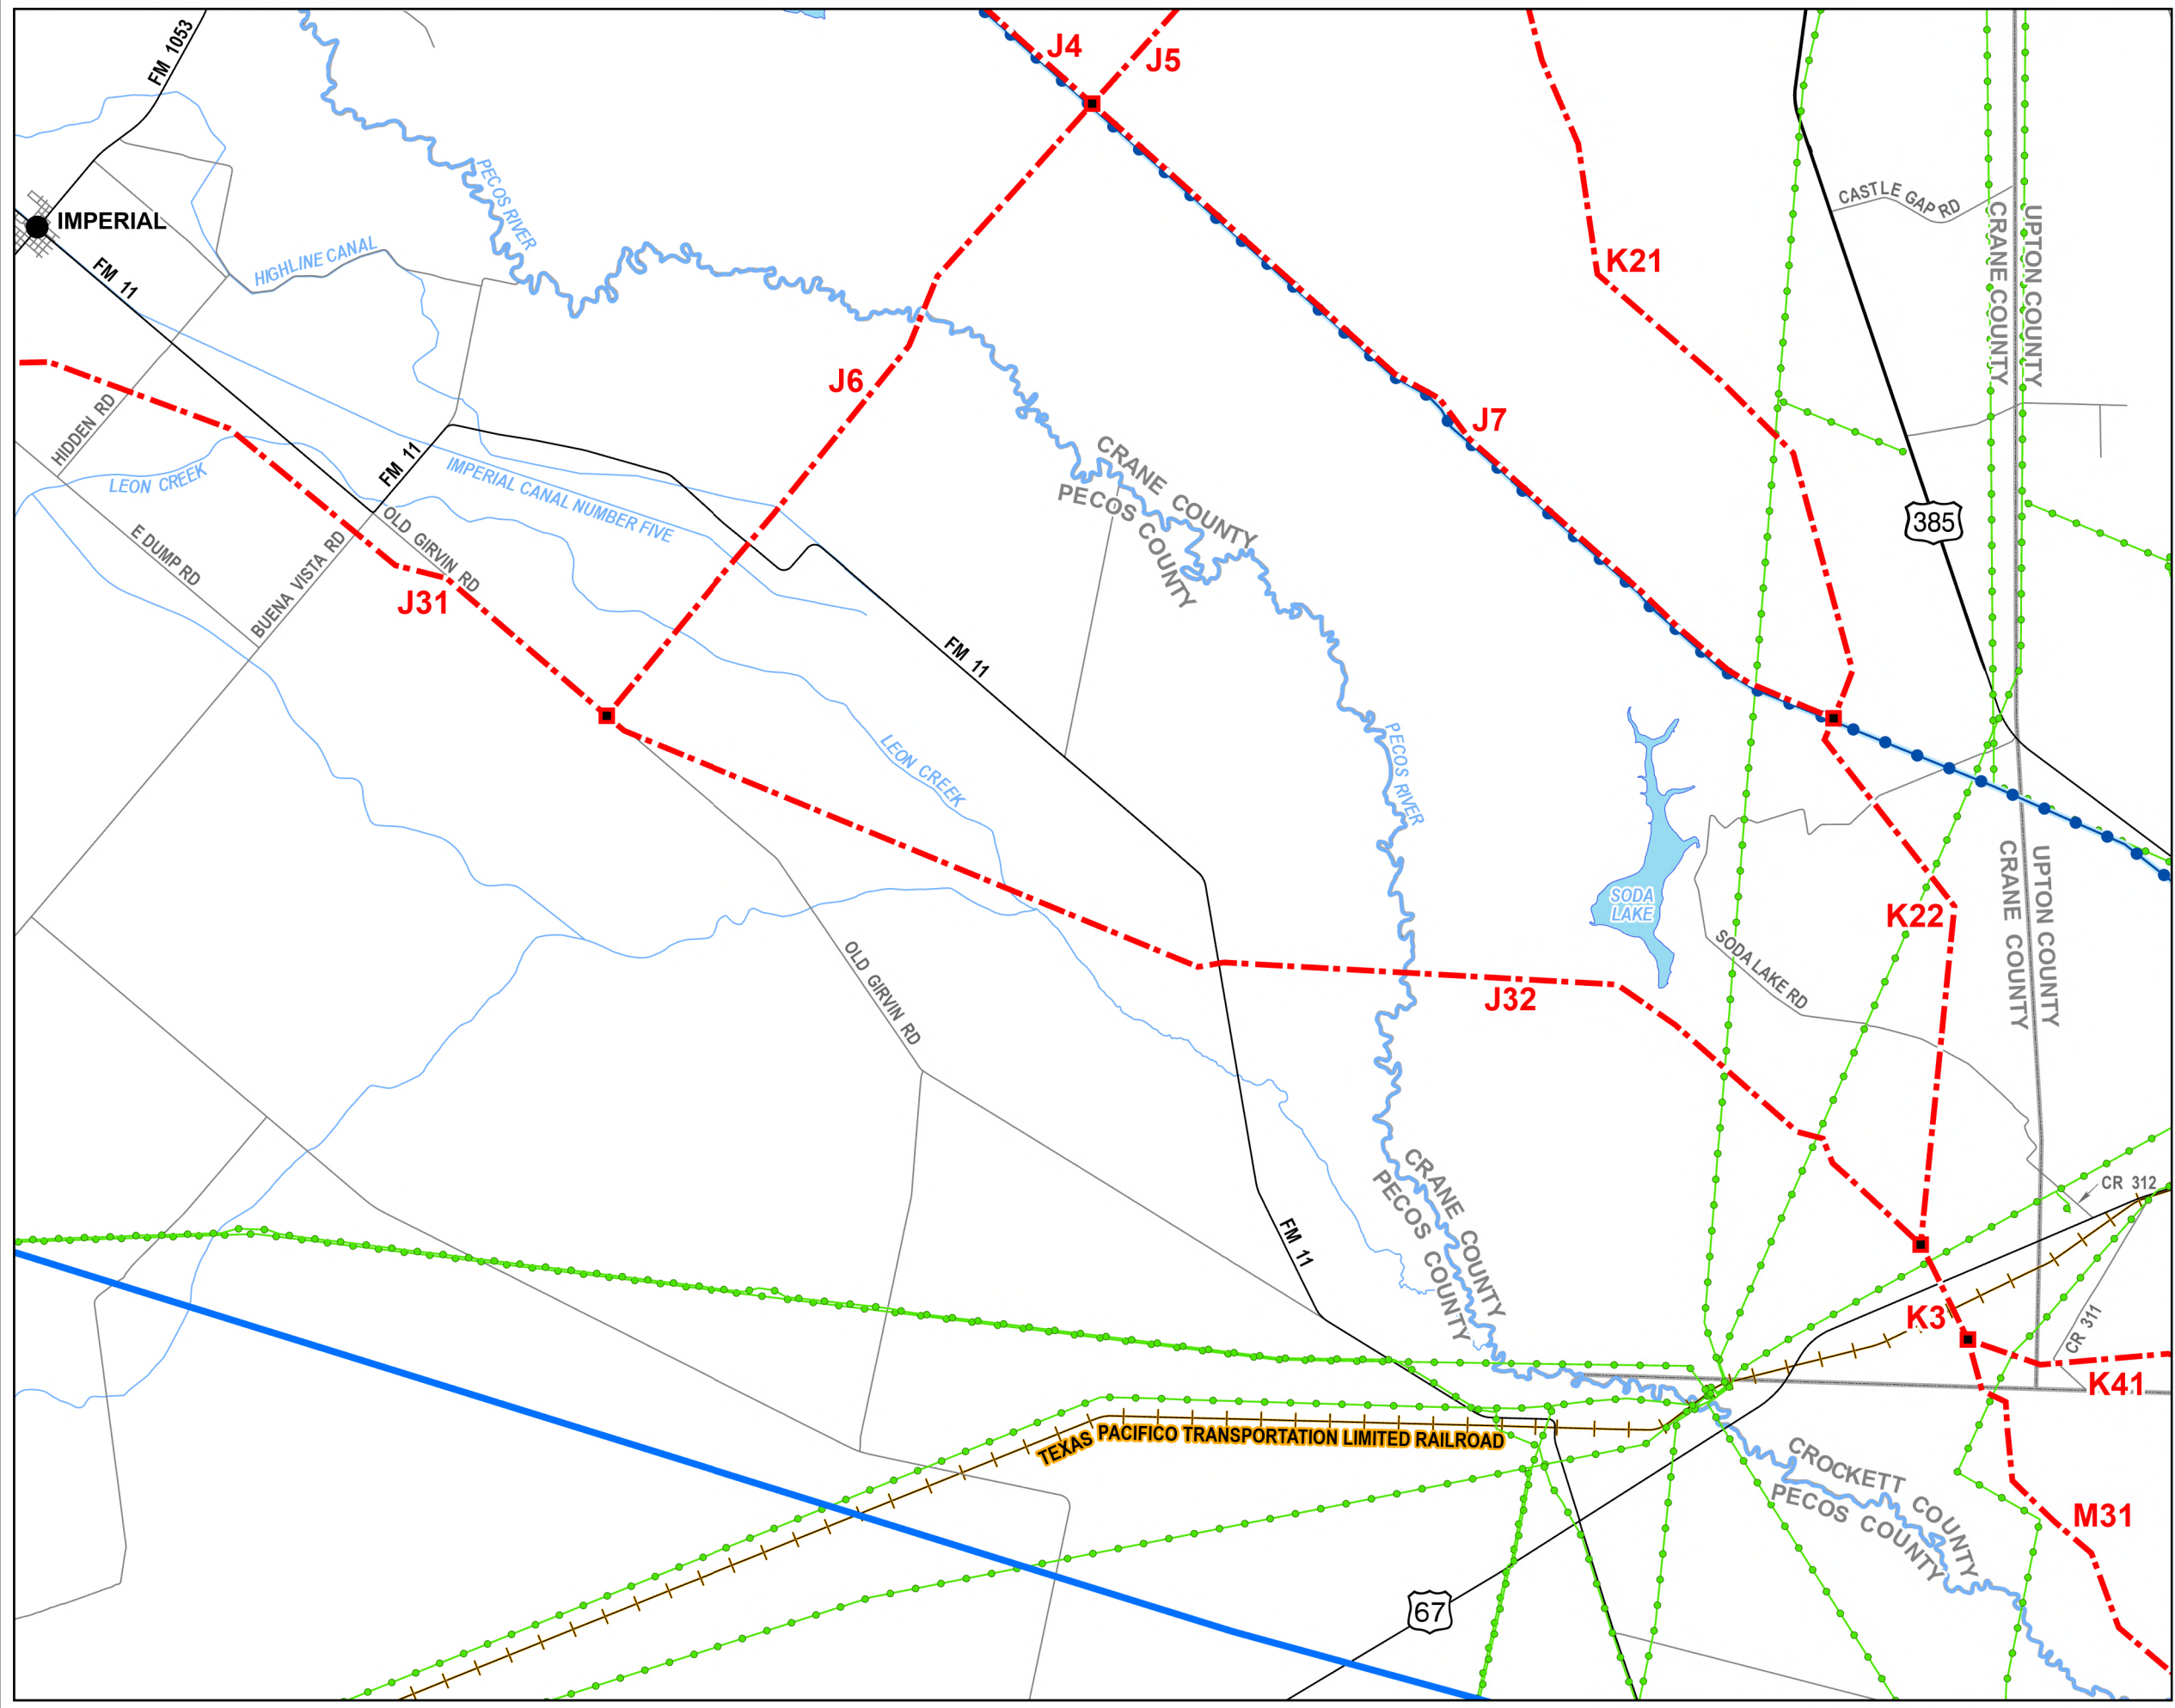 FM 1053
J4
J5
PECOS RIVER
CASTLE GAP RD
IMPERIAL
HIGHLINE CANAL
K21
CRANE COUNTY
UPTON COUNTY
FM 11
J6
HIDDEN RD
J7
FM 11
LEON CREEK
IMPERIAL CANAL NUMBER FIVE
CRANE COUNTY
PECOS COUNTY
385
E DUMP RD
OLD GIRVIN RD
BUENA VISTA RD
J31
FM 11
LEON CREEK
PECOS RIVER
SODA
LAKE
K22
UPTON COUNTY
CRANE COUNTY
SODA LAKE RD
OLD GIRVIN RD
J32
CRANE COUNTY
PECOS COUNTY
CR 312
FM 11
K3
CR 311
K41
TEXAS PACIFICO TRANSPORTATION LIMITED RAILROAD
CROCKETT COUNTY
PECOS COUNTY
M31
67